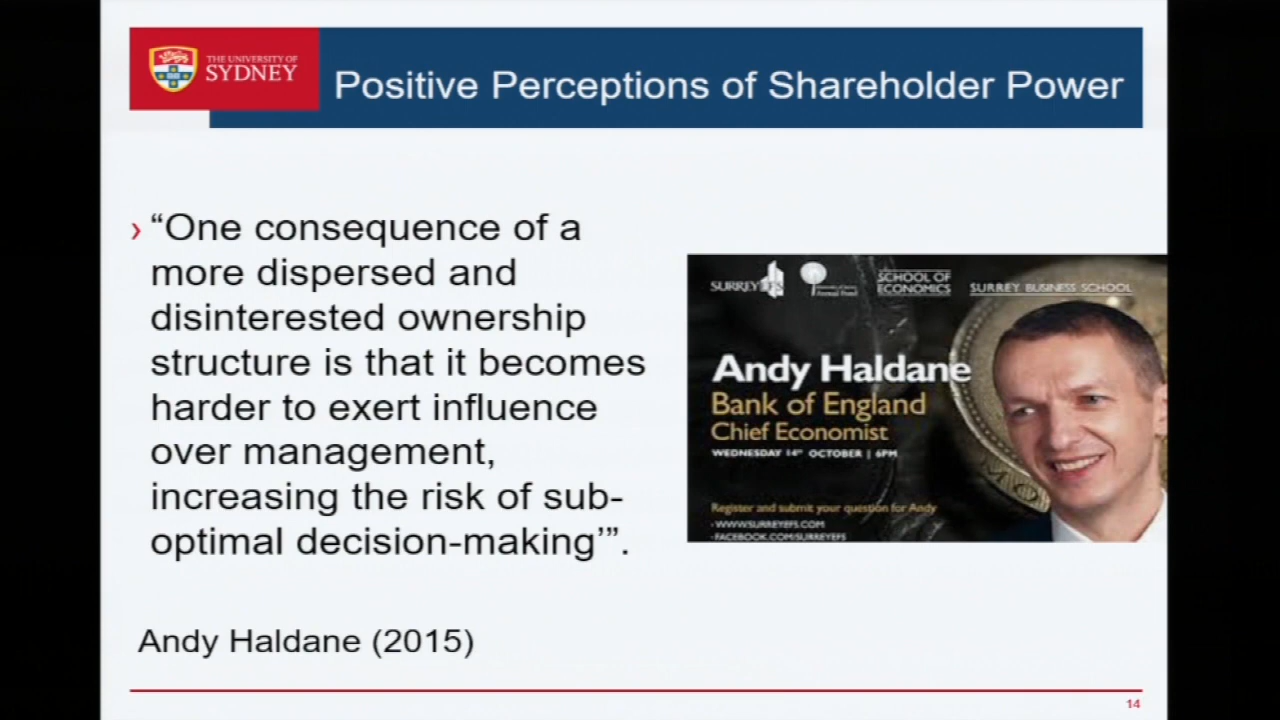 THE UNIVERSITY OF
SYDNEY
Positive Perceptions of Shareholder Power
› “One consequence of a
more dispersed and
disinterested ownership
structure is that it becomes
harder to exert influence
over management,
increasing the risk of sub-
optimal decision-making’”.
Andy Haldane (2015)
SURREYEFS
Annual Fund
SCHOOL OF
ECONOMICS
SURREY BUSINESS SCHOOL
Andy Haldane
Bank of England
Chief Economist
WEDNESDAY 14TH OCTOBER | 6PM
Register and submit your question for Andy
· WWW.SURREYEFS.COM
· FACEBOOK.COM/SURREYEFS
14